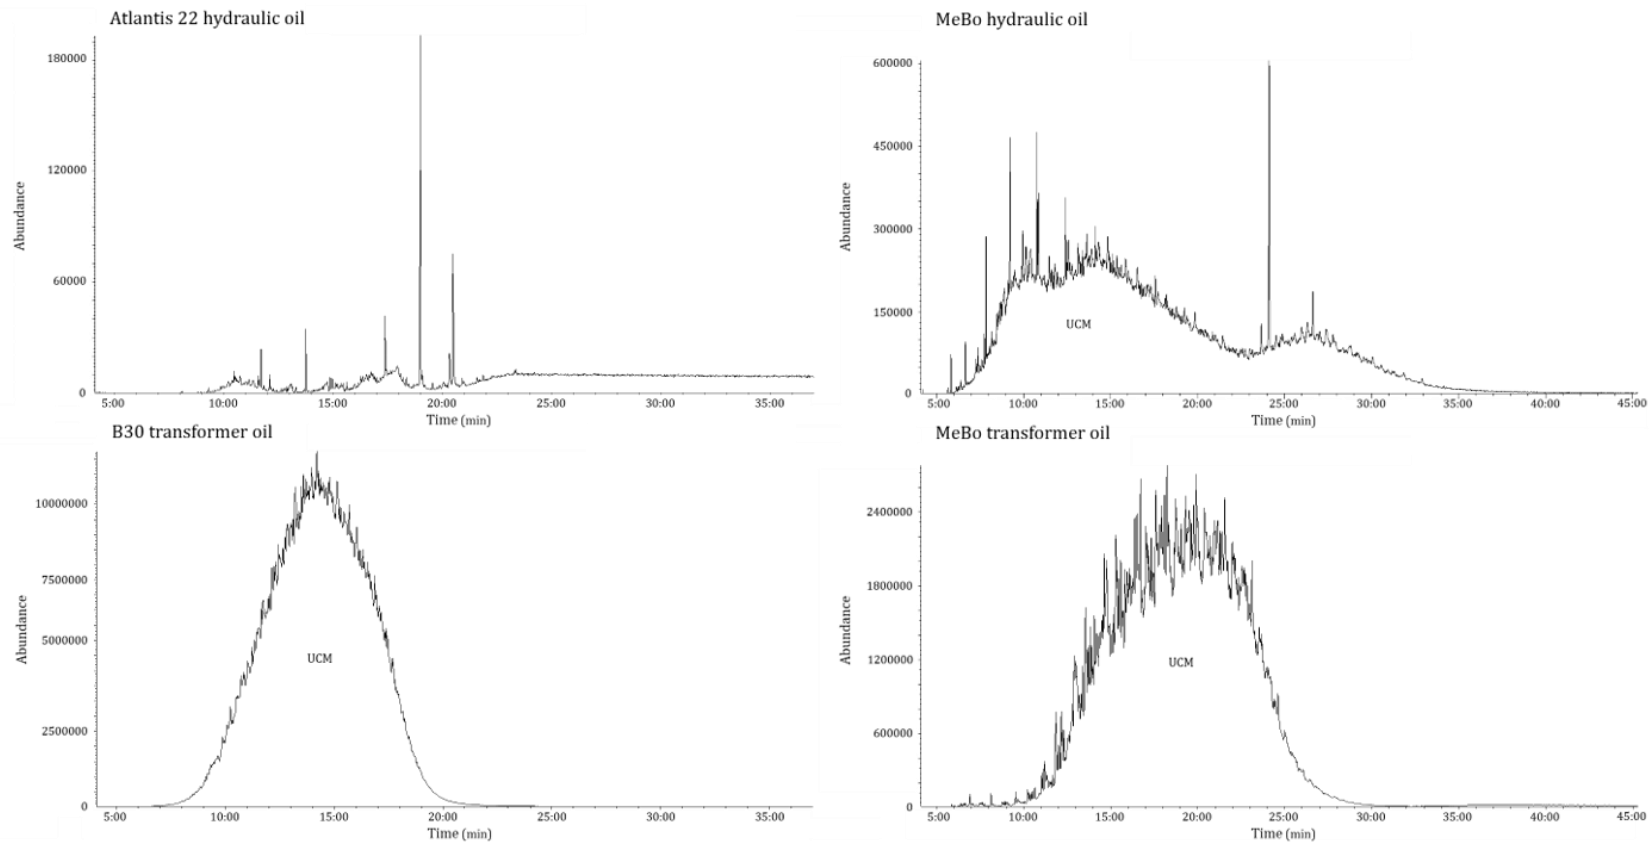 Atlantis 22 hydraulic oil
180000
120000
60000
0
Abundance
5:00 10:00 15:00 20:00 25:00 30:00 35:00
Time (min)
MeBo hydraulic oil
600000
450000
300000
150000
0
Abundance
UCM
5:00 10:00 15:00 20:00 25:00 30:00 35:00 40:00 45:00
Time (min)
B30 transformer oil
10000000
7500000
5000000
2500000
0
Abundance
UCM
5:00 10:00 15:00 20:00 25:00 30:00 35:00
Time (min)
MeBo transformer oil
2400000
1800000
1200000
600000
0
Abundance
UCM
5:00 10:00 15:00 20:00 25:00 30:00 35:00 40:00 45:00
Time (min)